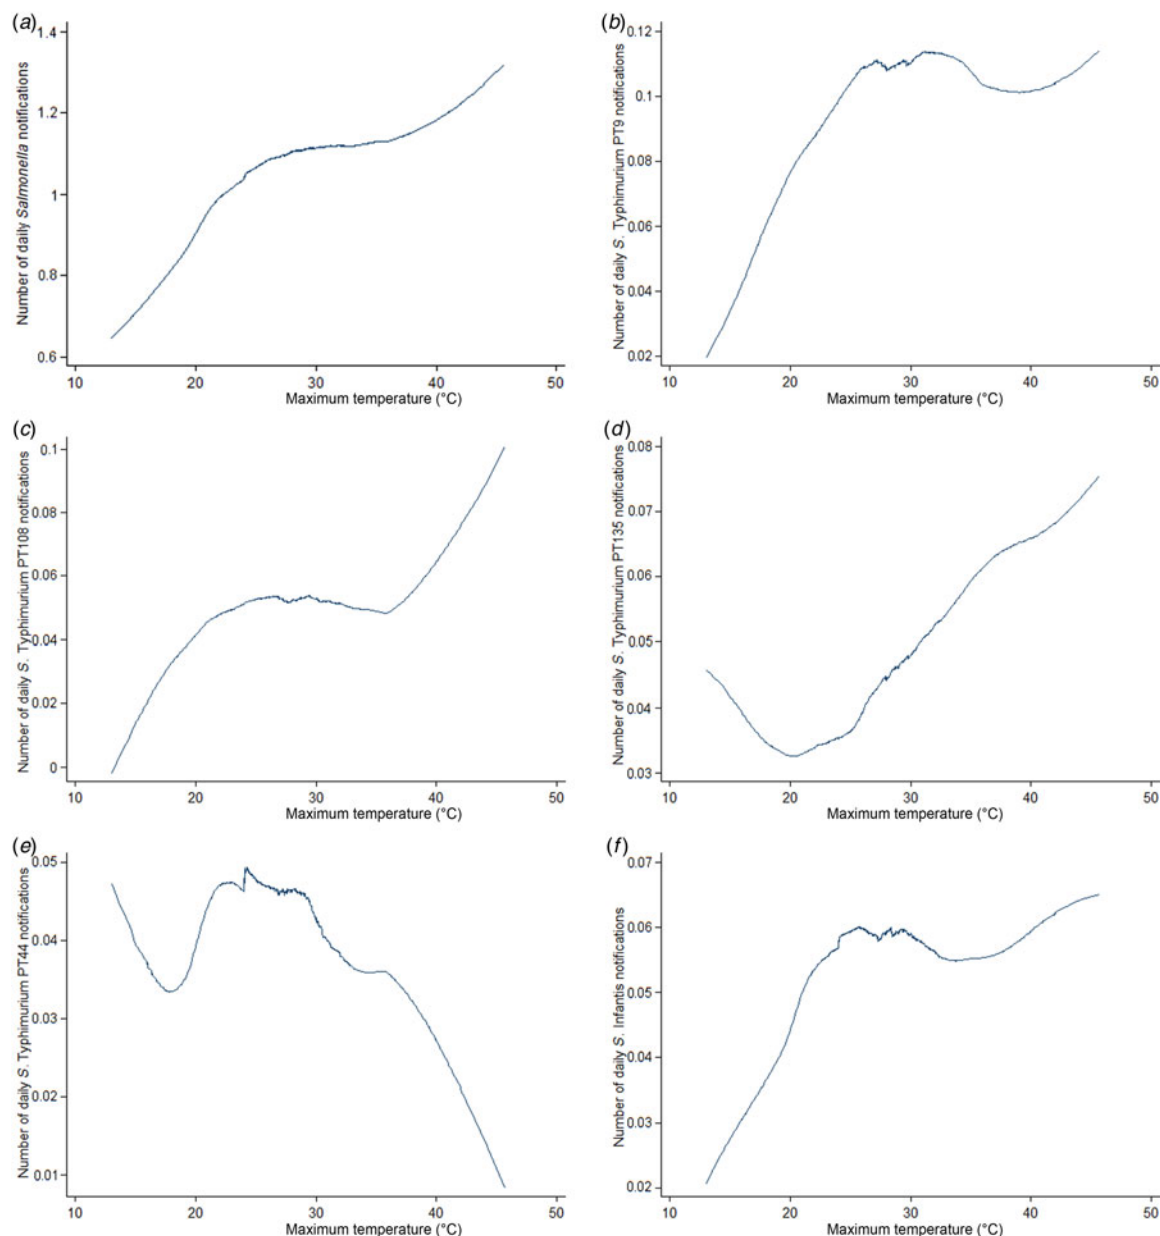 (a)
Number of daily Salmonella notifications
1.4
1.2
1
0.8
0.6
10 20 30 40 50
Maximum temperature (°C)
(b)
Number of daily S. Typhimurium PT9 notifications
0.12
0.1
0.08
0.06
0.04
0.02
10 20 30 40 50
Maximum temperature (°C)
(c)
Number of daily S. Typhimurium PT108 notifications
0.1
0.08
0.06
0.04
0.02
0
10 20 30 40 50
Maximum temperature (°C)
(d)
Number of daily S. Typhimurium PT135 notifications
0.08
0.07
0.06
0.05
0.04
0.03
10 20 30 40 50
Maximum temperature (°C)
(e)
Number of daily S. Typhimurium PT44 notifications
0.05
0.04
0.03
0.02
0.01
10 20 30 40 50
Maximum temperature (°C)
(f)
Number of daily S. Infantis notifications
0.07
0.06
0.05
0.04
0.03
0.02
10 20 30 40 50
Maximum temperature (°C)